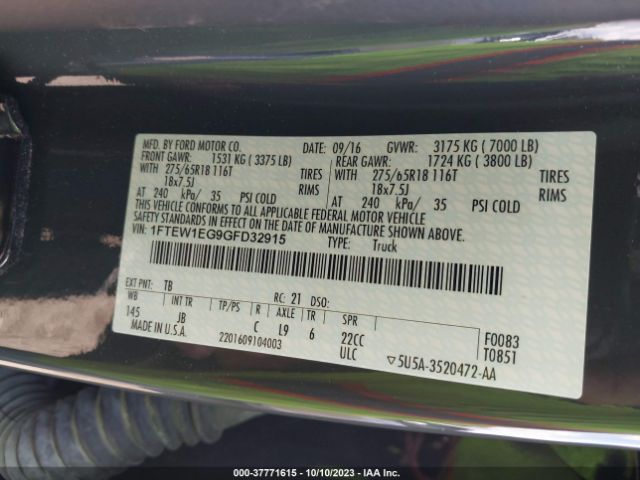 MFD. BY FORD MOTOR CO. DATE: 09/16 GVWR: 3175 KG ( 7000 LB)
FRONT GAWR: 1531 KG ( 3375 LB) REAR GAWR: 1724 KG ( 3800 LB)
WITH 275/65R18 116T TIRES WITH 275/65R18 116T TIRES
18x7.5J RIMS 18x7.5J RIMS
AT 240 kPa/ 35 PSI COLD AT 240 kPa/ 35 PSI COLD
THIS VEHICLE CONFORMS TO ALL APPLICABLE FEDERAL MOTOR VEHICLE
SAFETY STANDARDS IN EFFECT ON THE DATE OF MANUFACTURE SHOWN ABOVE.
VIN: 1FTEW1EG9GFD32915 TYPE: Truck
EXT PNT: TB RC: 21 DSO:
WB INT TR TP/PS R AXLE TR SPR
145 JB C L9 6 22CC F0083
MADE IN U.S.A. 2201609104003 ULC ▽5U5A-3520472-AA T0851
000-37771615 - 10/10/2023 - IAA Inc.